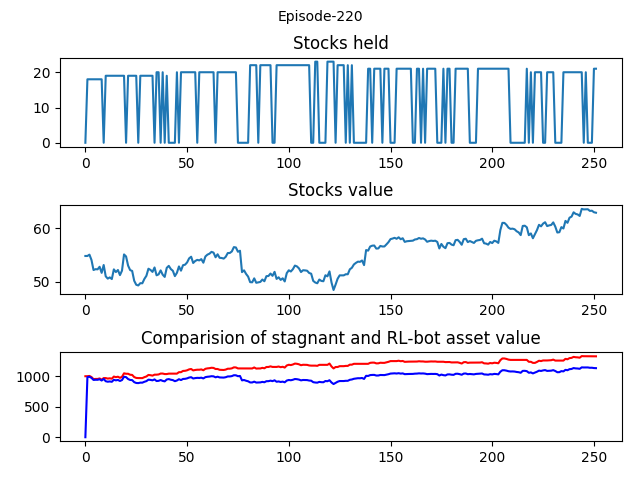 Episode-220
Stocks held
20
10
0
0 50 100 150 200 250
Stocks value
60
50
0 50 100 150 200 250
Comparision of stagnant and RL-bot asset value
1000
500
0
0 50 100 150 200 250